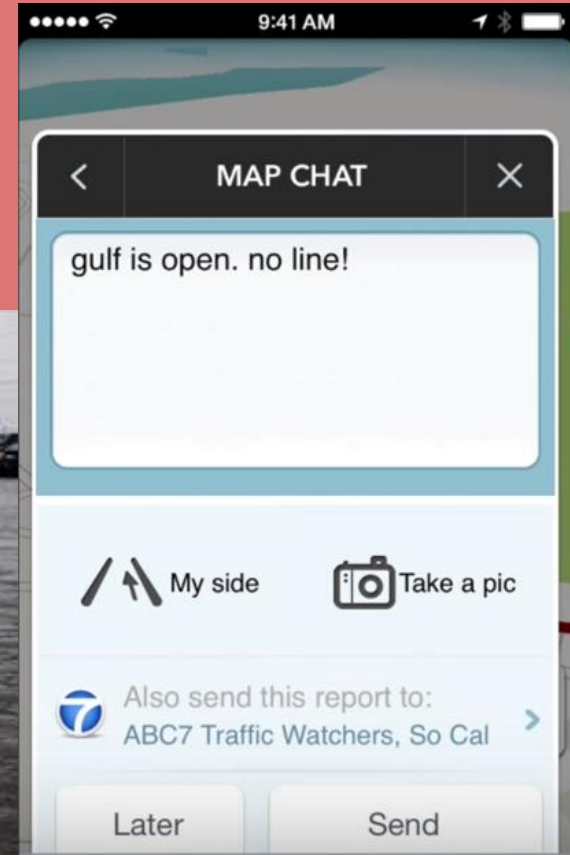 9:41 AM
MAP CHAT
gulf is open. no line!
My side
Take a pic
7
Also send this report to:
ABC7 Traffic Watchers, So Cal
Later
Send